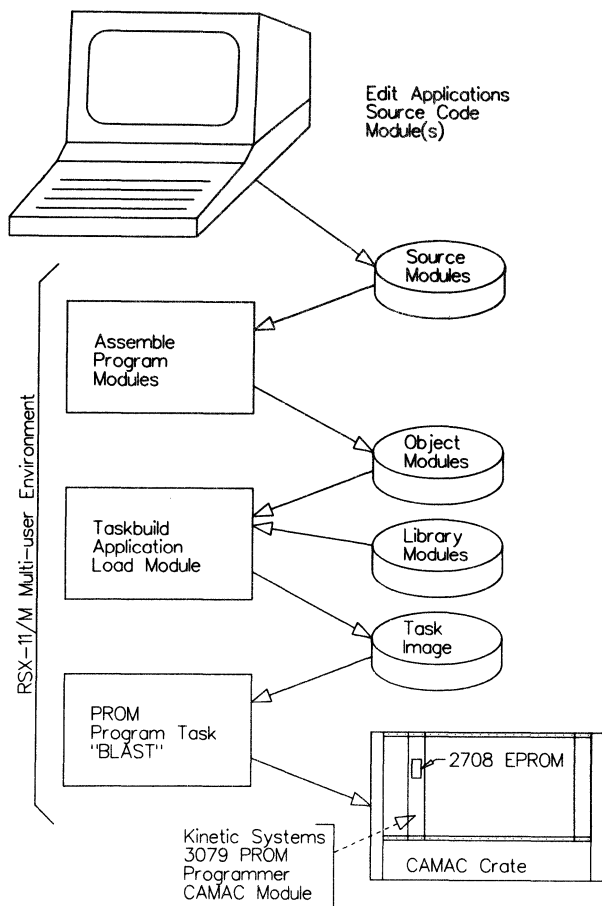 Edit Applications
Source Code
Module(s)
Source
Modules
Assemble
Program
Modules
Object
Modules
RSX-11/M Multi-user Environment
Taskbuild
Application
Load Module
Library
Modules
Task
Image
PROM
Program Task
"BLAST"
2708 EPROM
Kinetic Systems
3079 PROM
Programmer
CAMAC Module
CAMAC Crate